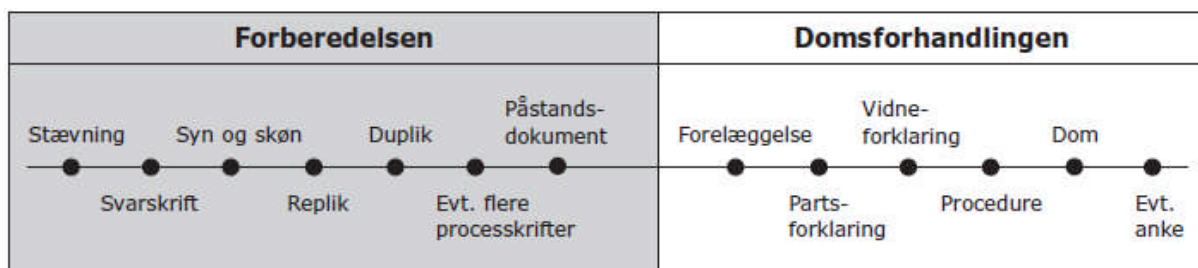 Forberedelsen
Domsforhandlingen
Stævning
Svarskrift
Syn og skøn
Replik
Duplik
Evt. flere
processkrifter
Påstands-
dokument
Forelæggelse
Parts-
forklaring
Vidne-
forklaring
Procedure
Dom
Evt.
anke